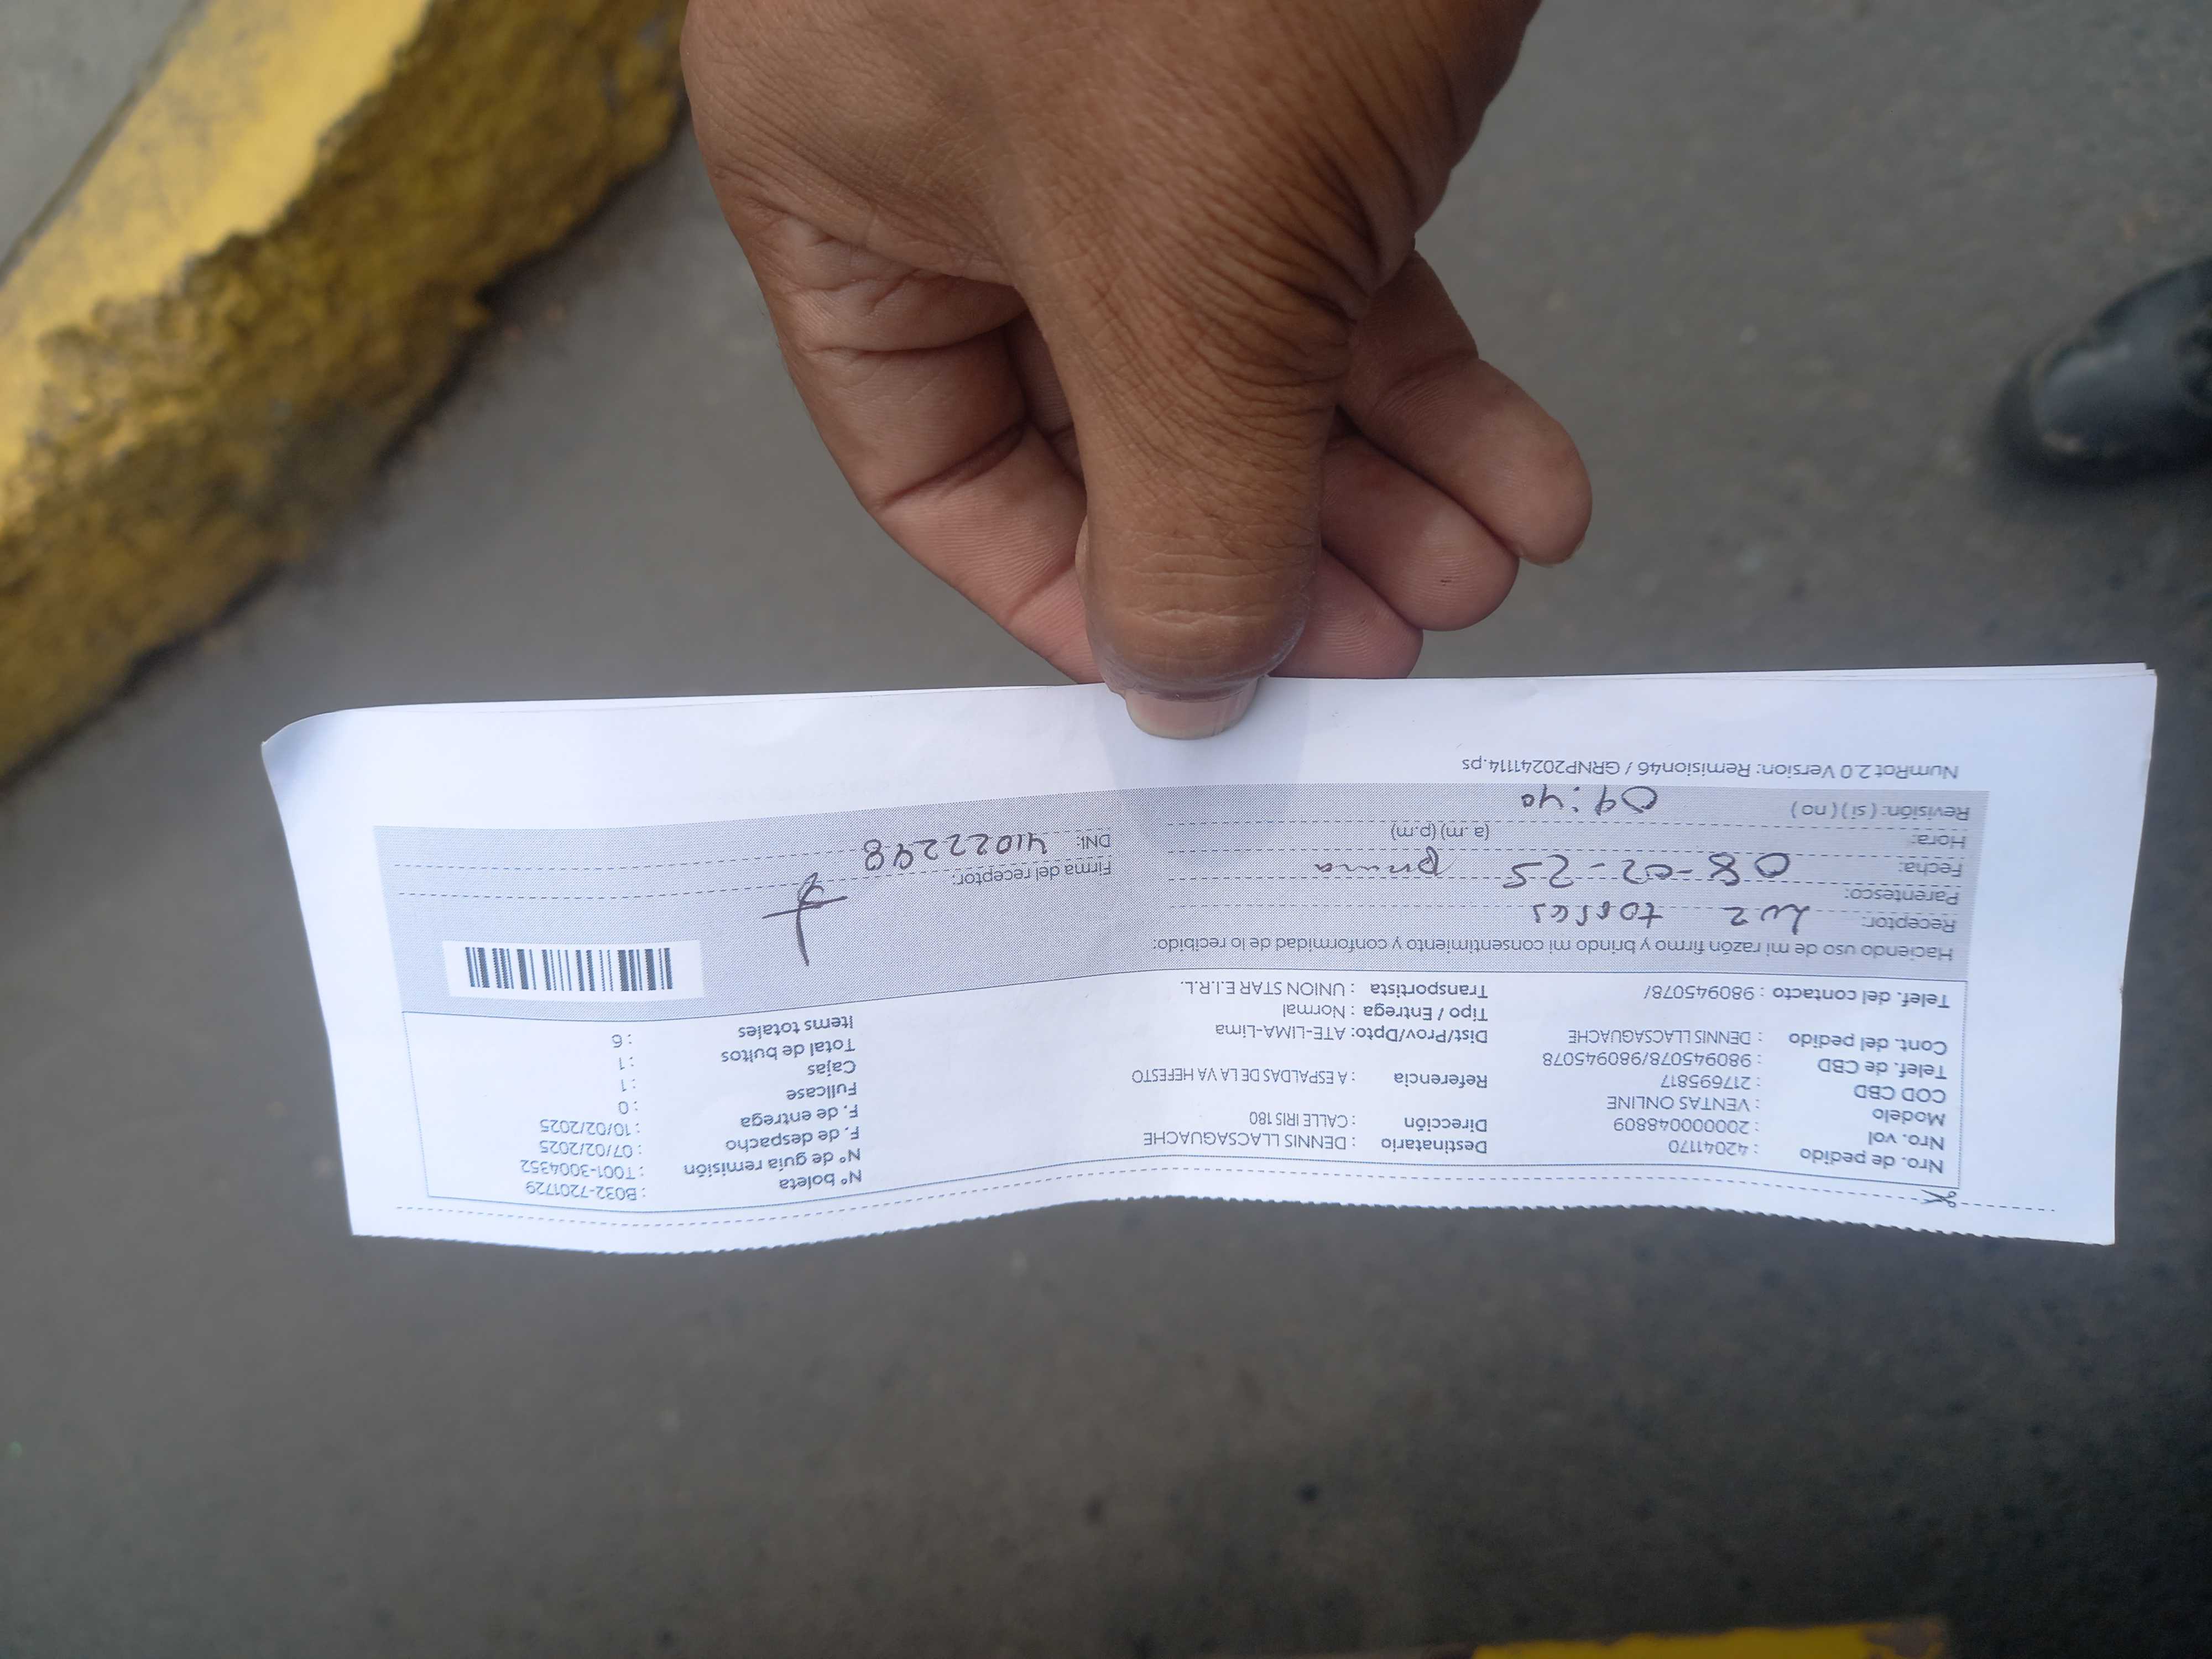 Nro. de pedido : 42041170
Nro. vol : 20000048809
Modelo : VENTAS ONLINE
COD CBD : 217695817
Telef. de CBD : 980945078/980945078
Cont. del pedido : DENNIS LLACSAGUACHE
Telef. del contacto : 980945078/
Destinatario : DENNIS LLACSAGUACHE
Dirección : CALLE IRIS 180
Referencia : A ESPALDAS DE LA VA HEFESTO
Dist/Prov/Dpto: ATE-LIMA-Lima
Tipo / Entrega : Normal
Transportista : UNION STAR E.I.R.L.
N° boleta : B032-7201729
N° de guia remisión : T001-3004352
F. de despacho : 07/02/2025
F. de entrega : 10/02/2025
Fullcase : 0
Cajas : 1
Total de bultos : 1
Items totales : 6
Haciendo uso de mi razón firmo y brindo mi consentimiento y conformidad de lo recibido:
Receptor: Luz torres
Parentesco: prima
Fecha: 08-02-25
Hora: (a. m) (p.m)
Revisión: ( si ) ( no ) 09:40
Firma del receptor:
DNI: 41022298
NumRot 2.0 Version: Remision46 / GRNP20241114.ps